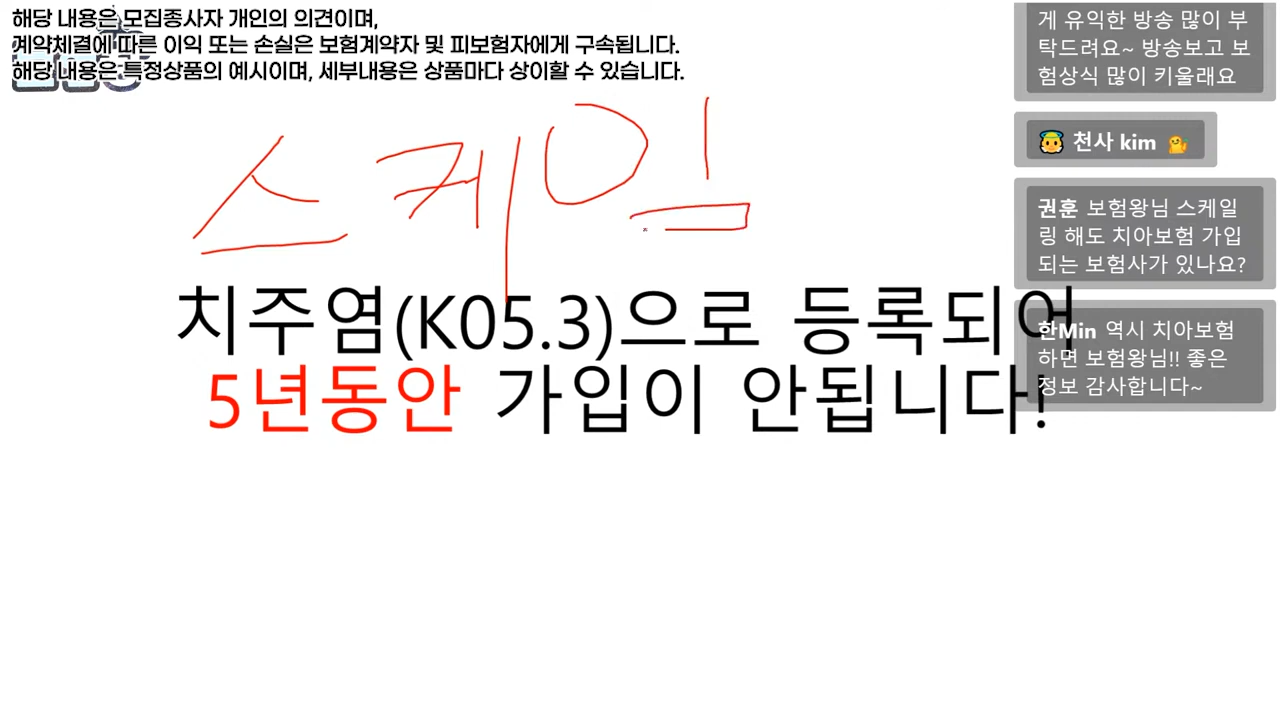 해당 내용은 모집종사자 개인의 의견이며,
계약체결에 따른 이익 또는 손실은 보험계약자 및 피보험자에게 구속됩니다.
해당 내용은 특정상품의 예시이며, 세부내용은 상품마다 상이할 수 있습니다.
스케임
치주염(K05.3)으로 등록되어
5년동안 가입이 안됩니다!
게 유익한 방송 많이 부
탁드려요~ 방송보고 보
험상식 많이 키울래요
천사 kim
권훈 보험왕님 스케일
링 해도 치아보험 가입
되는 보험사가 있나요?
한Min 역시 치아보험
하면 보험왕님!! 좋은
정보 감사합니다~